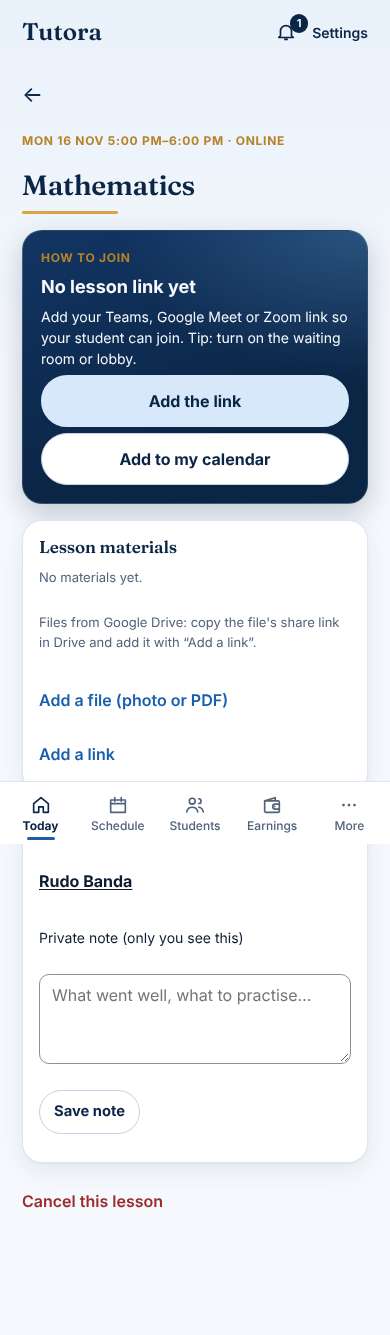 Tutora
1
Settings
MON 16 NOV 5:00 PM–6:00 PM · ONLINE
Mathematics
HOW TO JOIN
No lesson link yet
Add your Teams, Google Meet or Zoom link so
your student can join. Tip: turn on the waiting
room or lobby.
Add the link
Add to my calendar
Lesson materials
No materials yet.
Files from Google Drive: copy the file's share link
in Drive and add it with “Add a link”.
Add a file (photo or PDF)
Add a link
Today
Schedule
Students
Earnings
More
Rudo Banda
Private note (only you see this)
What went well, what to practise...
Save note
Cancel this lesson